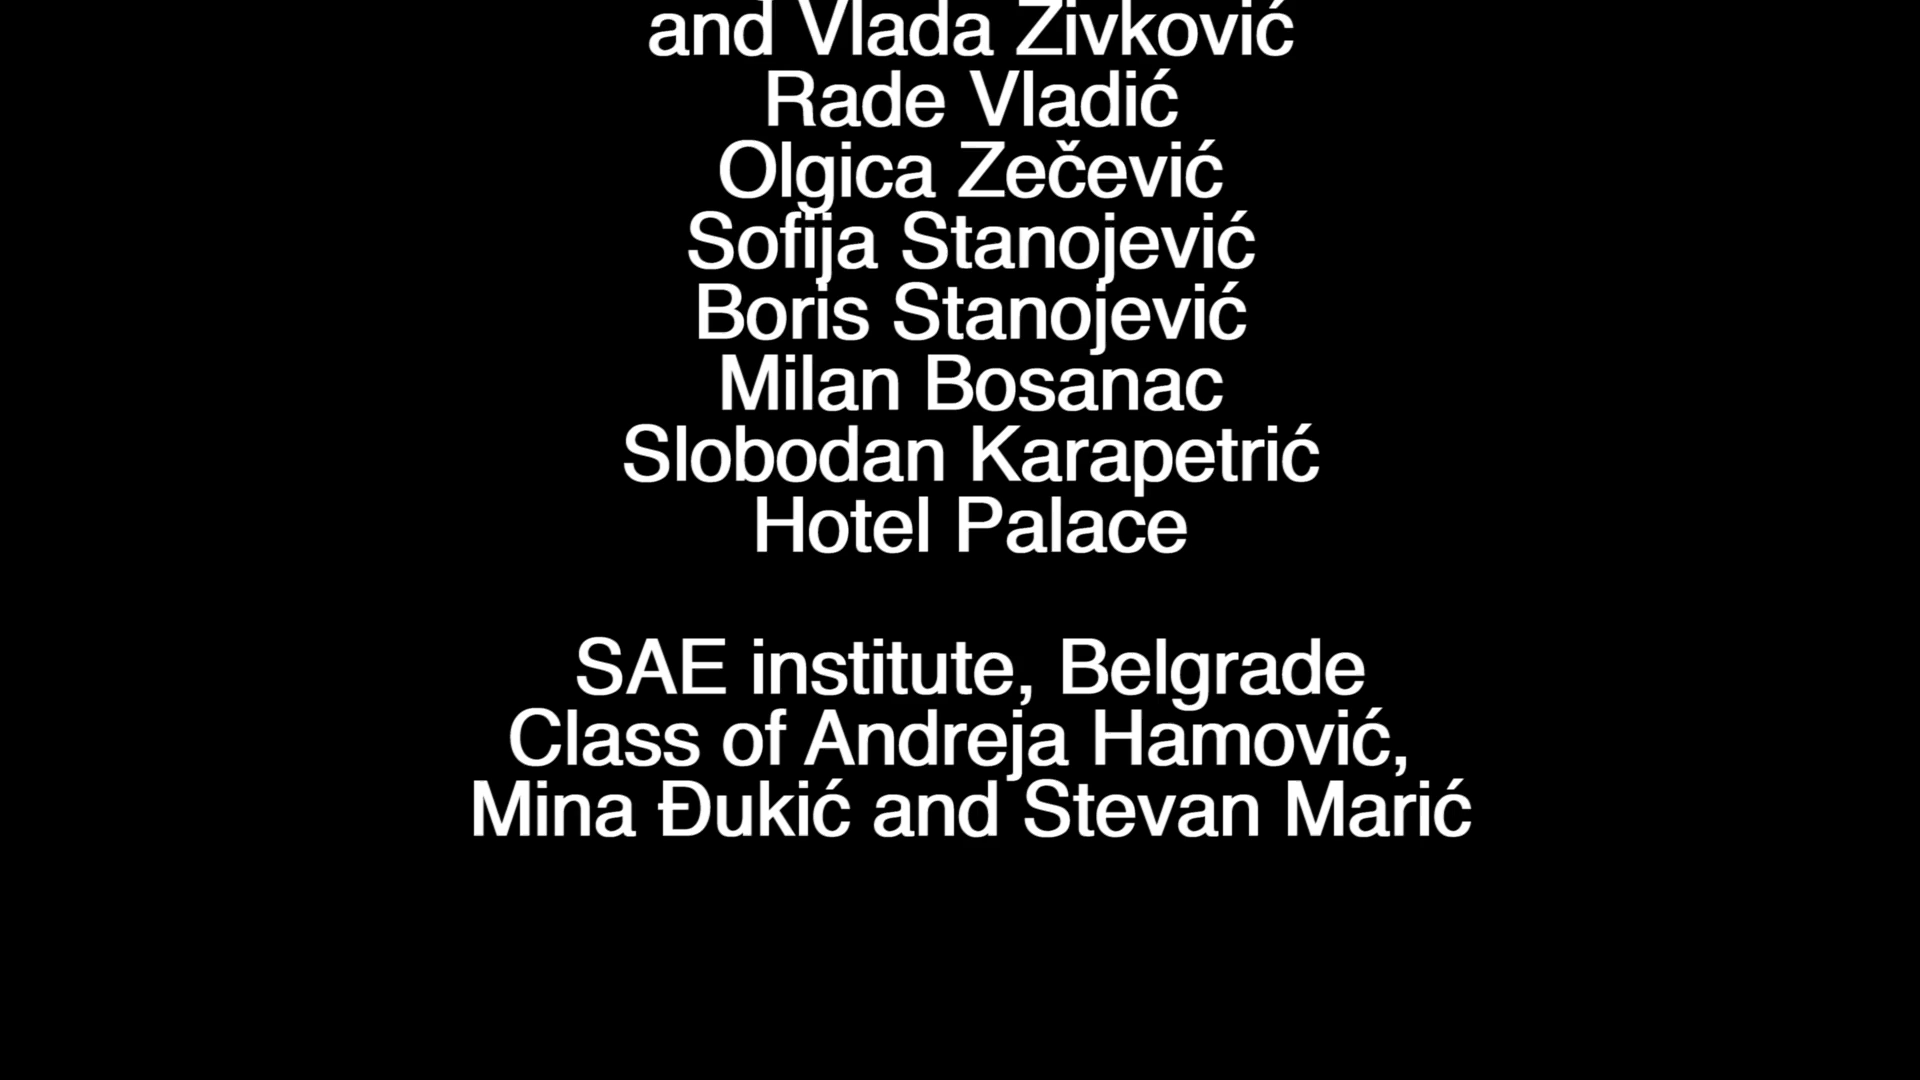 and Vlada Živković
Rade Vladić
Olgica Zečević
Sofija Stanojević
Boris Stanojević
Milan Bosanac
Slobodan Karapetrić
Hotel Palace
SAE institute, Belgrade
Class of Andreja Hamović,
Mina Đukić and Stevan Marić